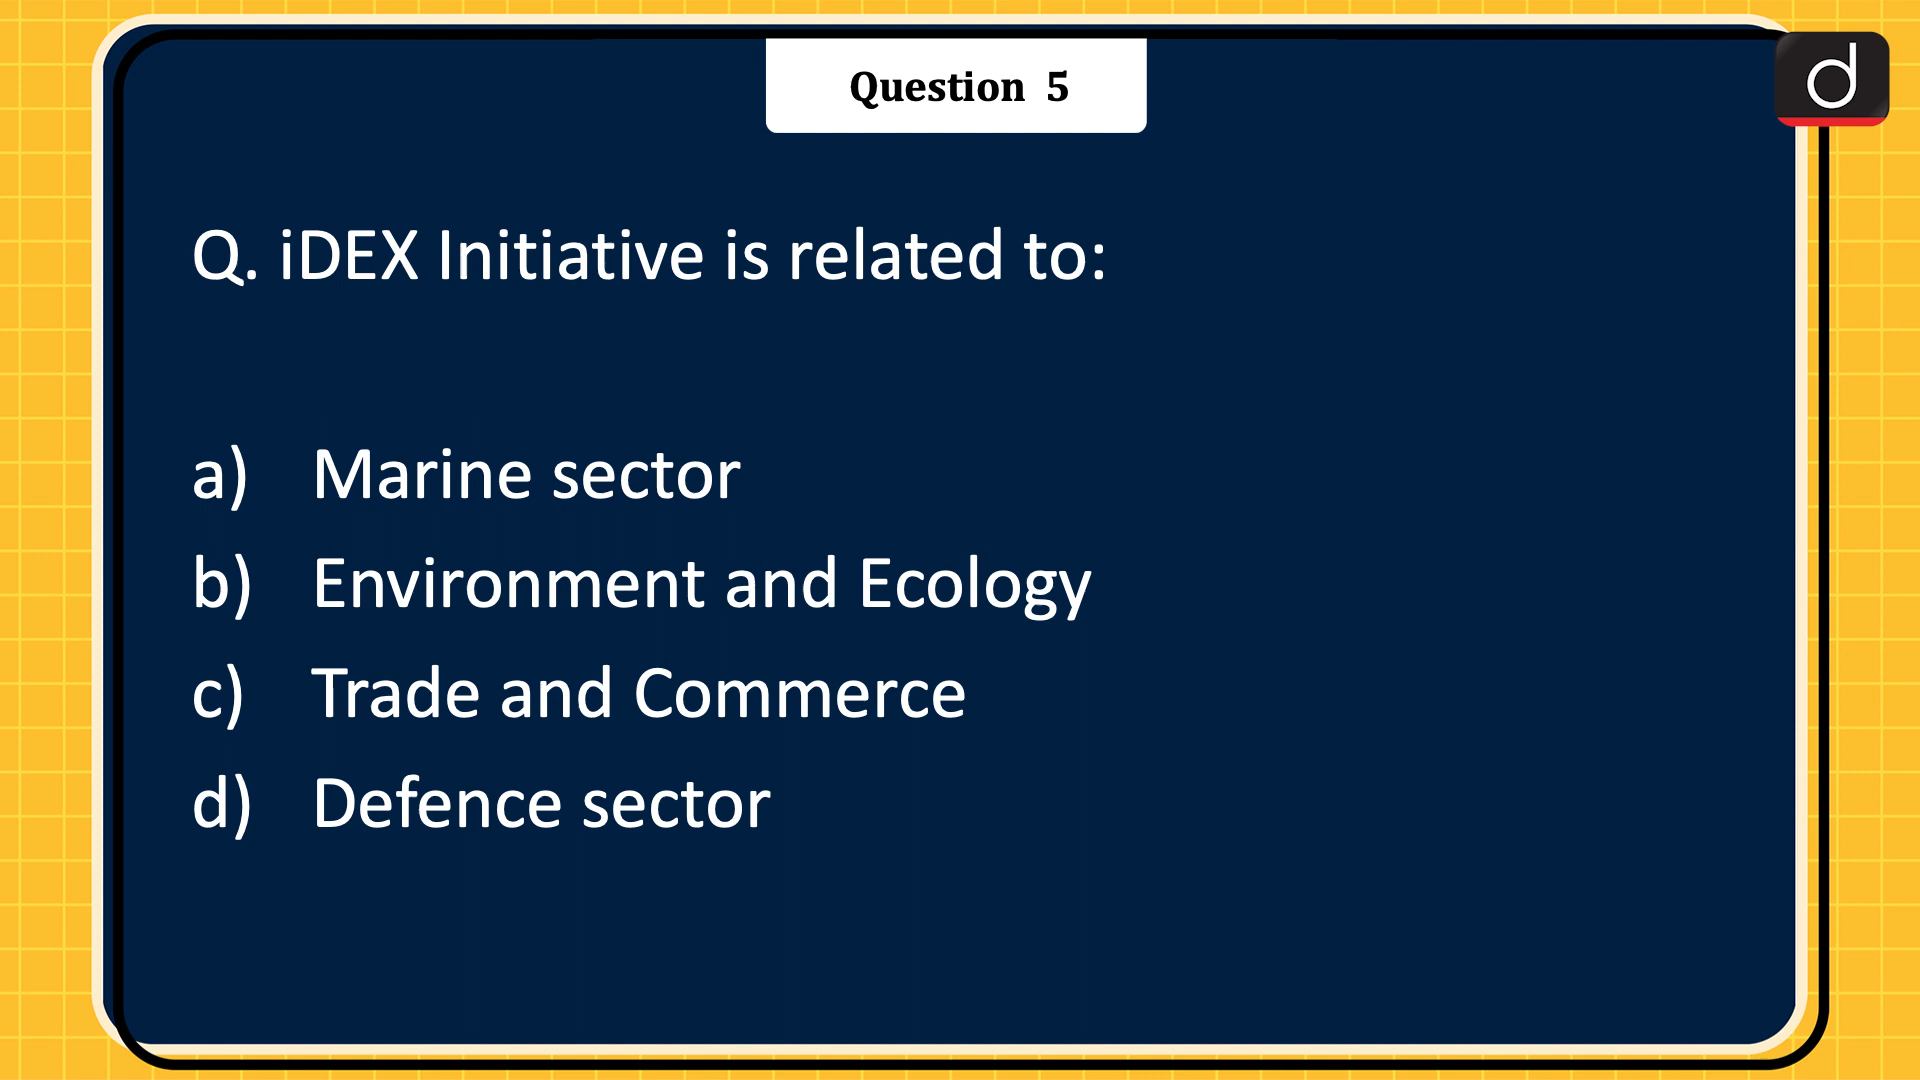 Question 5
d
Q. iDEX Initiative is related to:
a) Marine sector
b) Environment and Ecology
c) Trade and Commerce
d) Defence sector